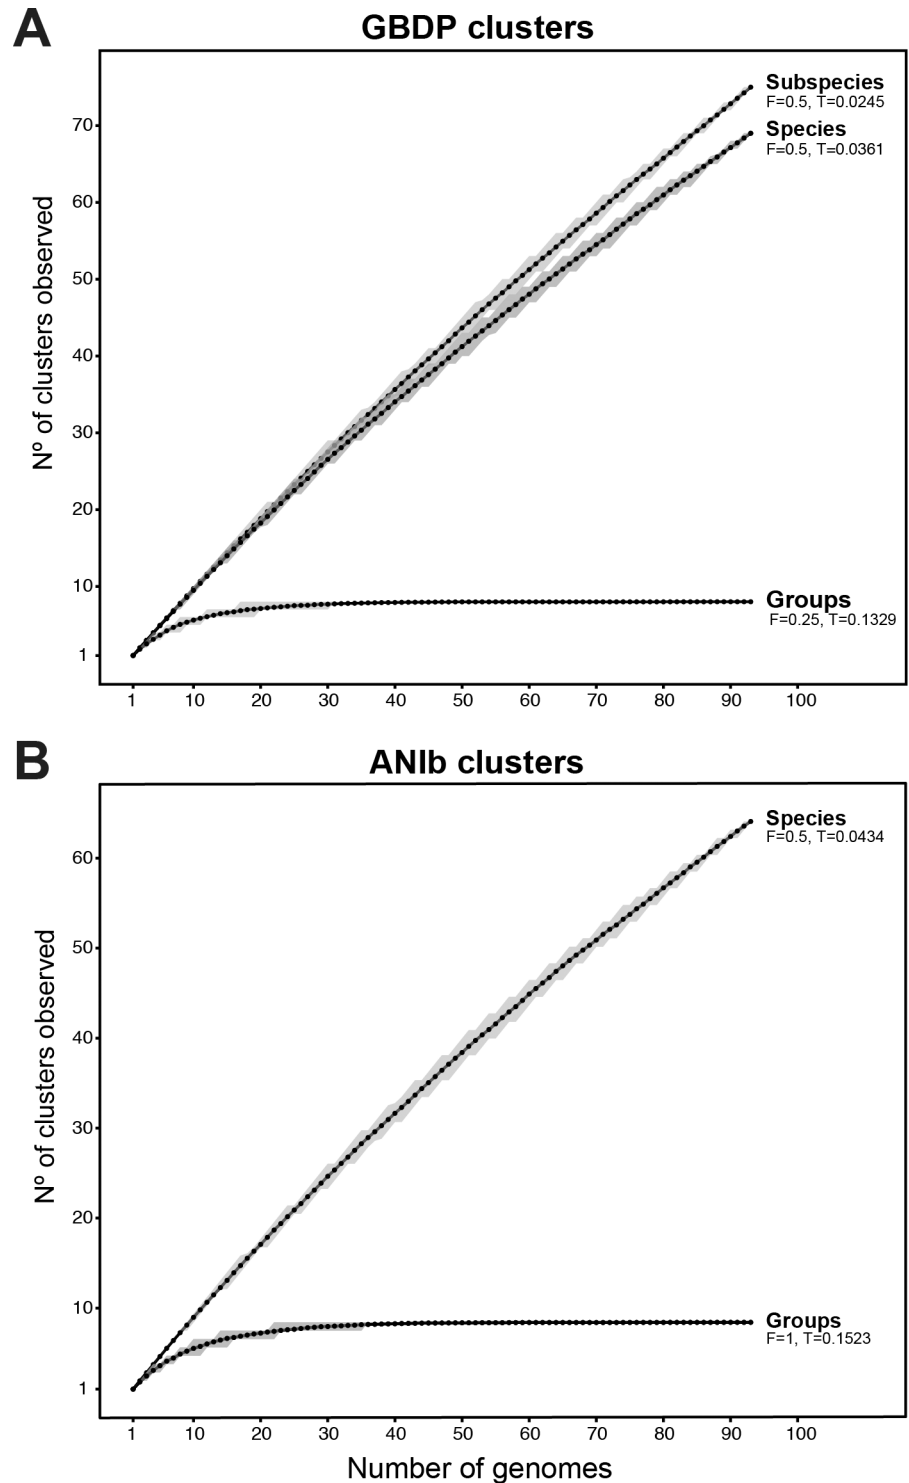 A
GBDP clusters
Subspecies
F=0.5, T=0.0245
Species
F=0.5, T=0.0361
Groups
F=0.25, T=0.1329
Nº of clusters observed
70
60
50
40
30
20
10
1
1 10 20 30 40 50 60 70 80 90 100
B
ANIb clusters
Species
F=0.5, T=0.0434
Groups
F=1, T=0.1523
Nº of clusters observed
60
50
40
30
20
10
1
1 10 20 30 40 50 60 70 80 90 100
Number of genomes